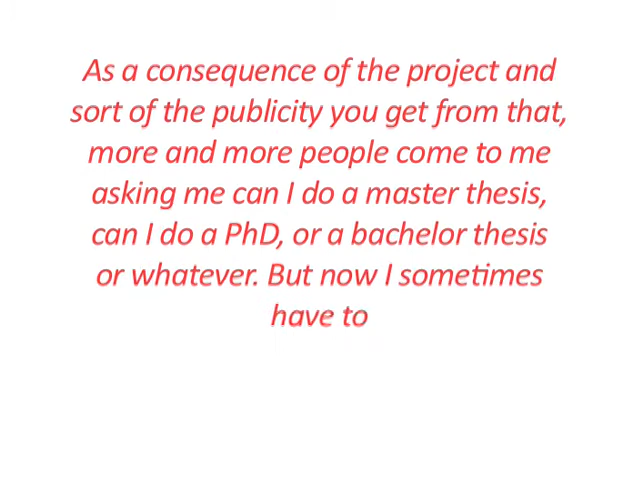 As a consequence of the project and
sort of the publicity you get from that,
more and more people come to me
asking me can I do a master thesis,
can I do a PhD, or a bachelor thesis
or whatever. But now I sometimes
have to